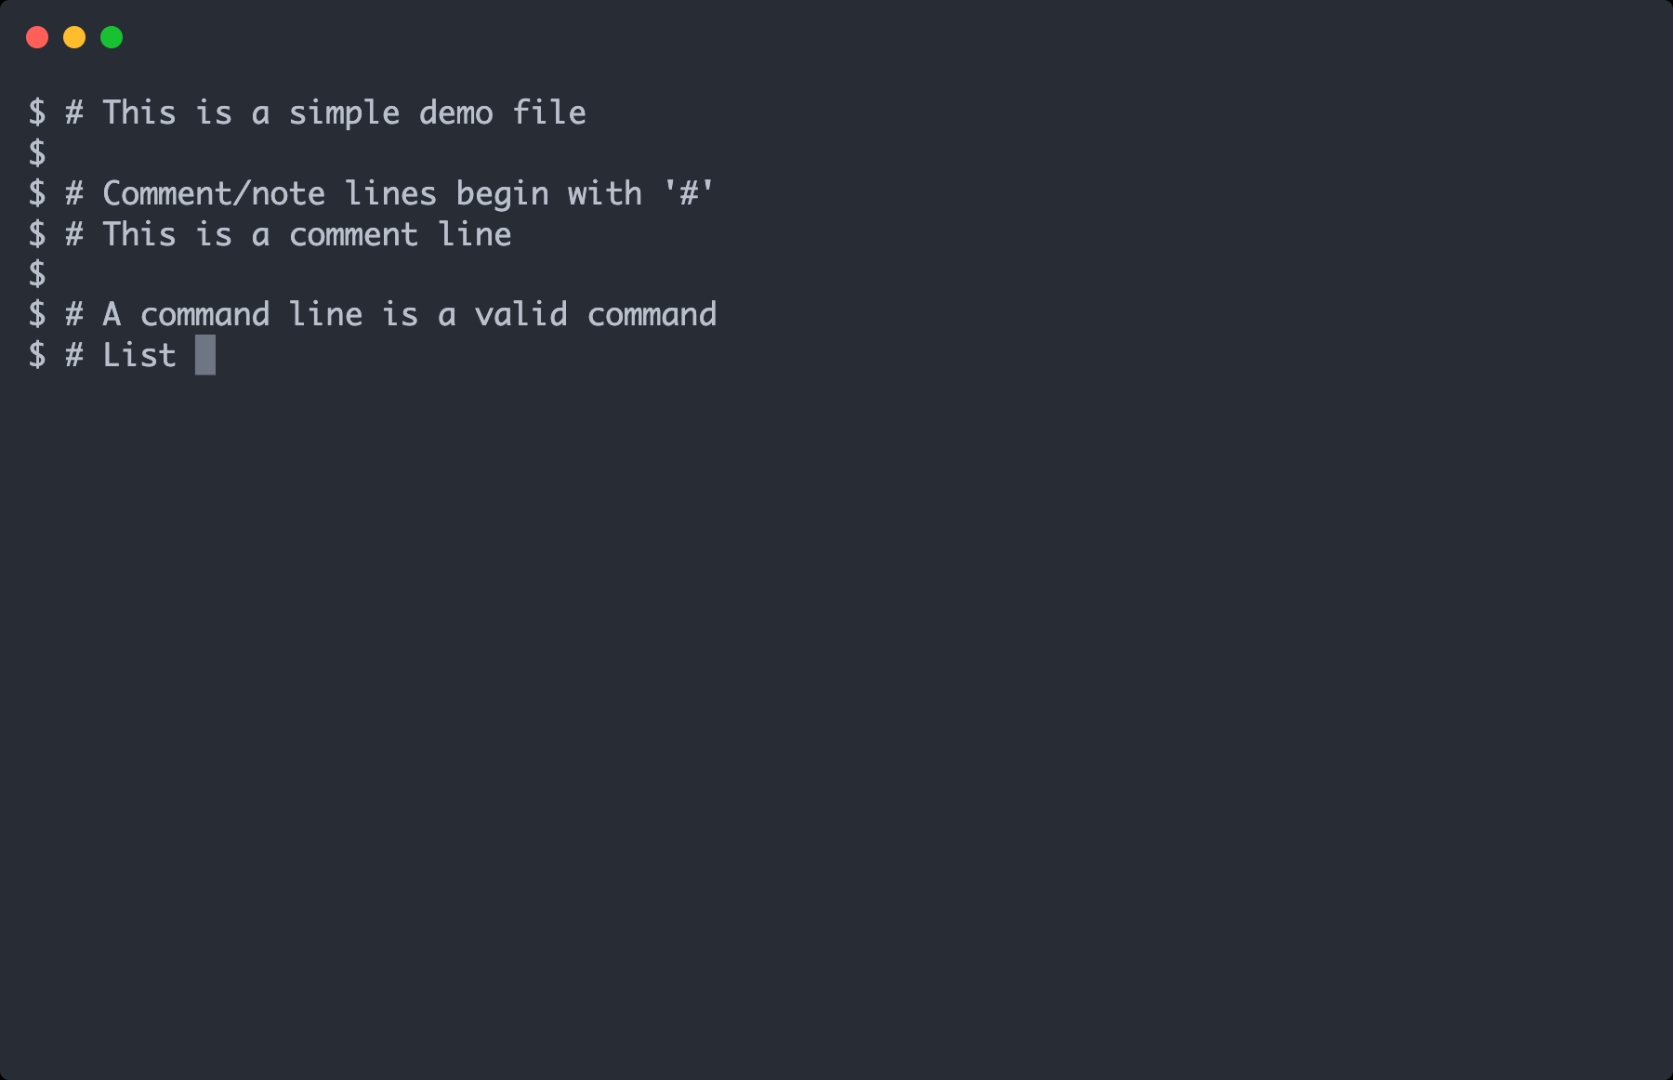 $ # This is a simple demo file
$
$ # Comment/note lines begin with '#'
$ # This is a comment line
$
$ # A command line is a valid command
$ # List